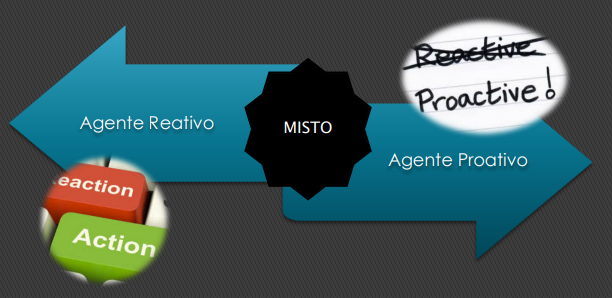 Reactive
Proactive!
Agente Reativo
MISTO
Agente Proativo
eaction
Action